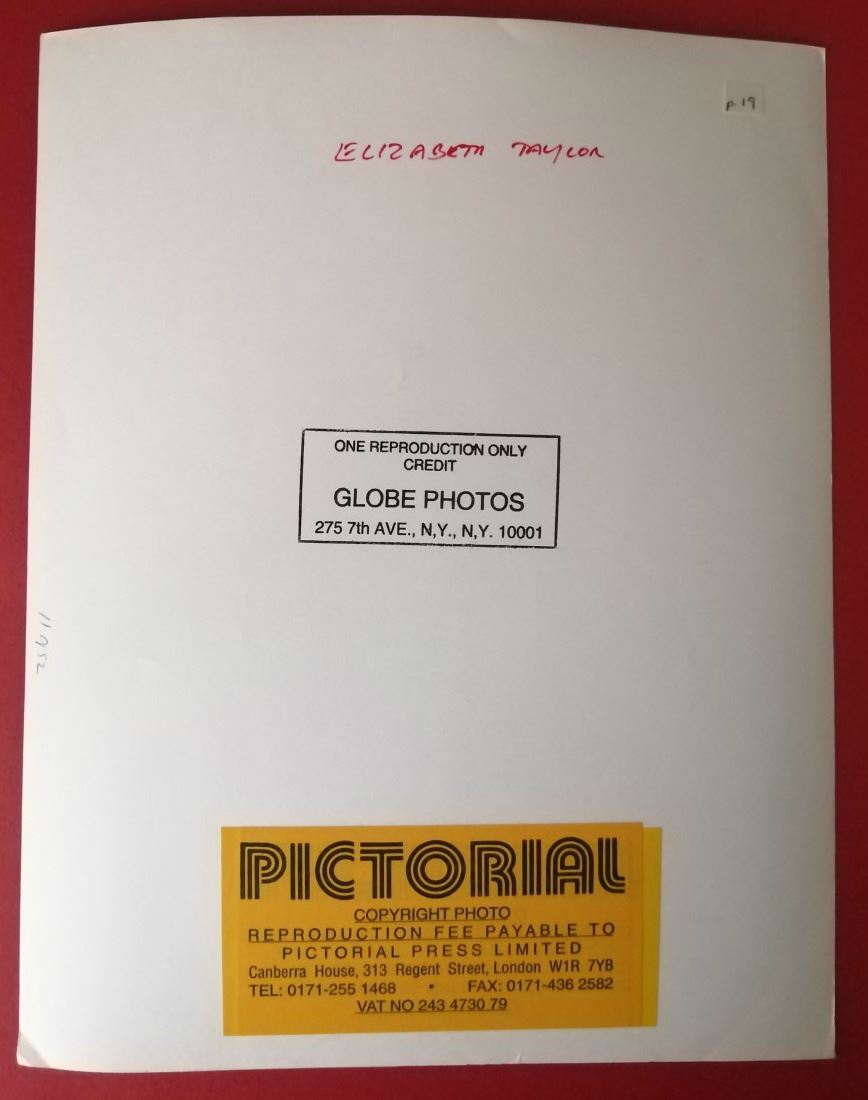 P 19
ELIZABETH TAYLOR
ONE REPRODUCTION ONLY
CREDIT
GLOBE PHOTOS
275 7th AVE., N,Y., N,Y. 10001
PICTORIAL
COPYRIGHT PHOTO
REPRODUCTION FEE PAYABLE TO
PICTORIAL PRESS LIMITED
Canberra House, 313 Regent Street, London W1R 7YB
TEL: 0171-255 1468 • FAX: 0171-436 2582
VAT NO 243 4730 79